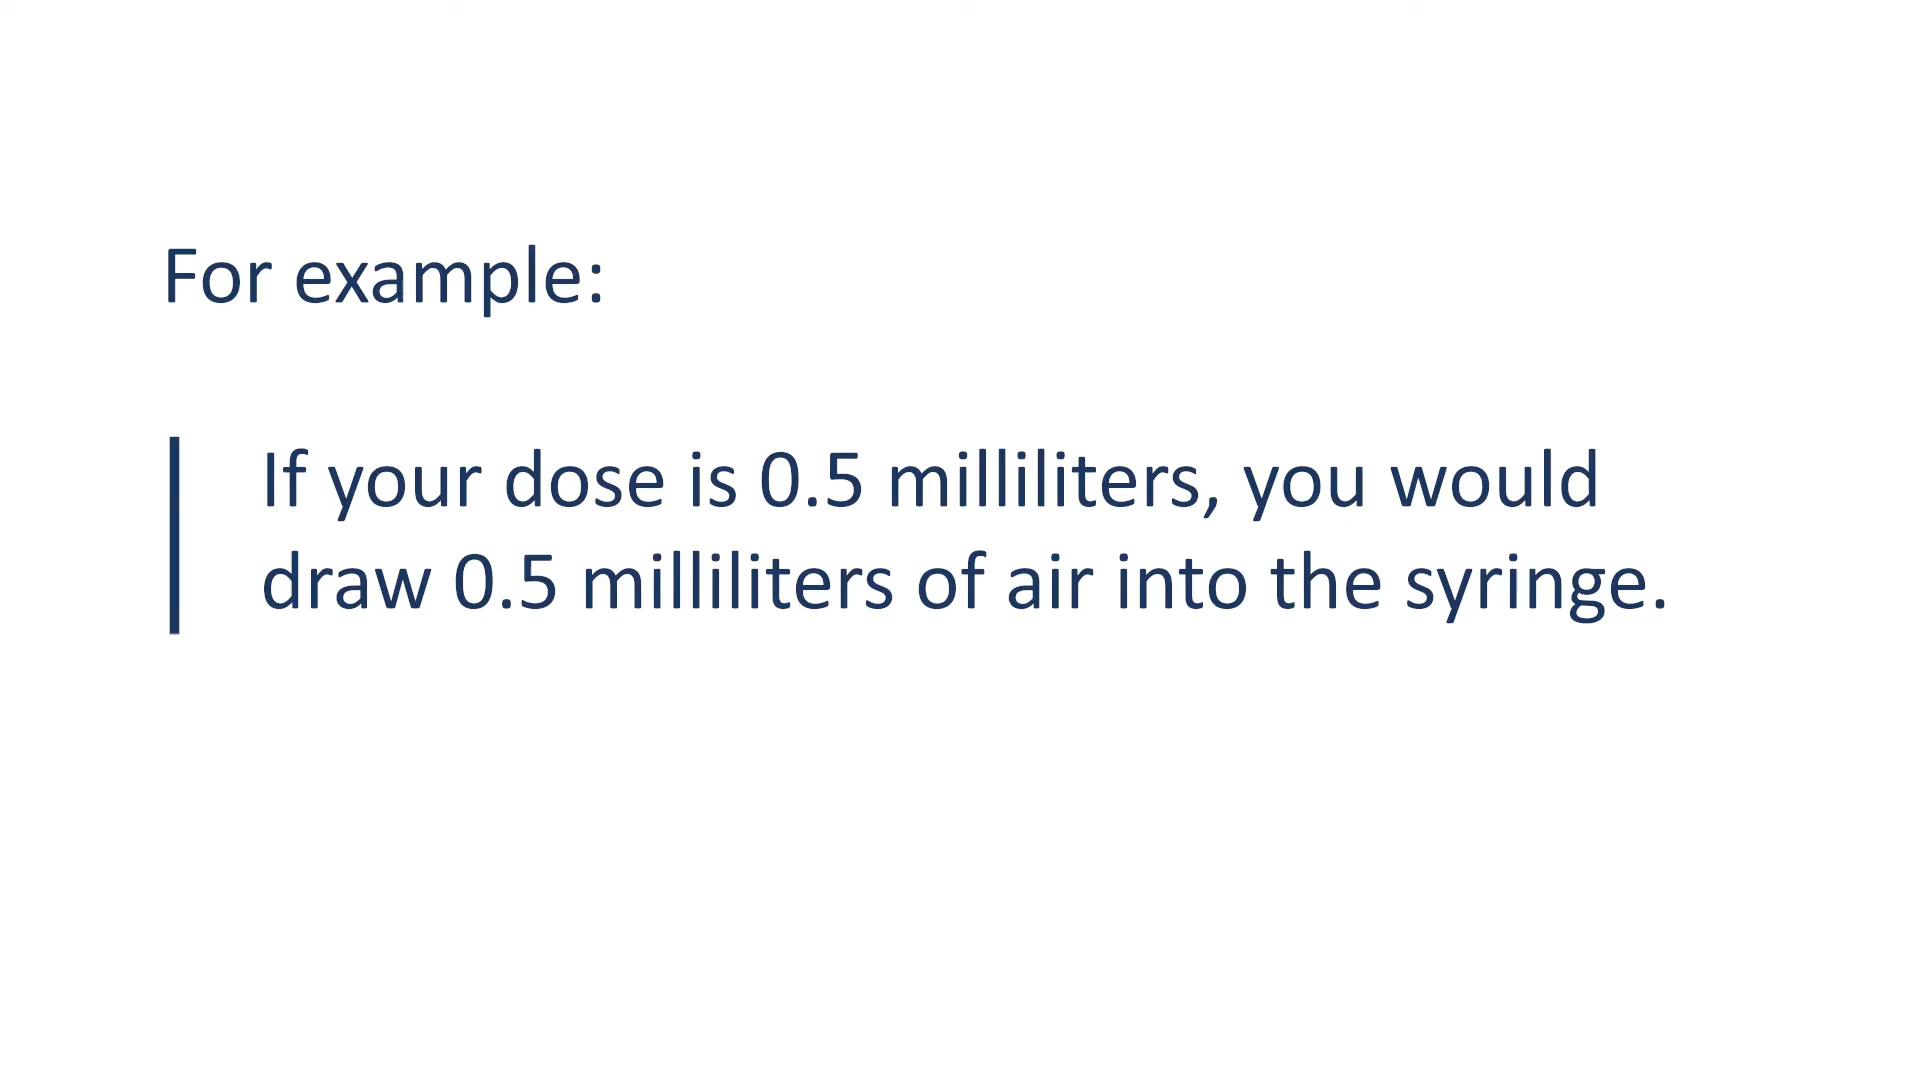 For example:
If your dose is 0.5 milliliters, you would
draw 0.5 milliliters of air into the syringe.